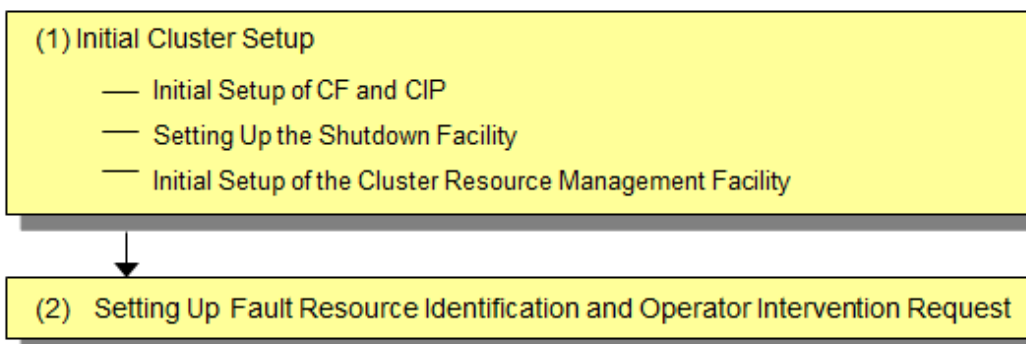 (1) Initial Cluster Setup
Initial Setup of CF and CIP
Setting Up the Shutdown Facility
Initial Setup of the Cluster Resource Management Facility
(2) Setting Up Fault Resource Identification and Operator Intervention Request